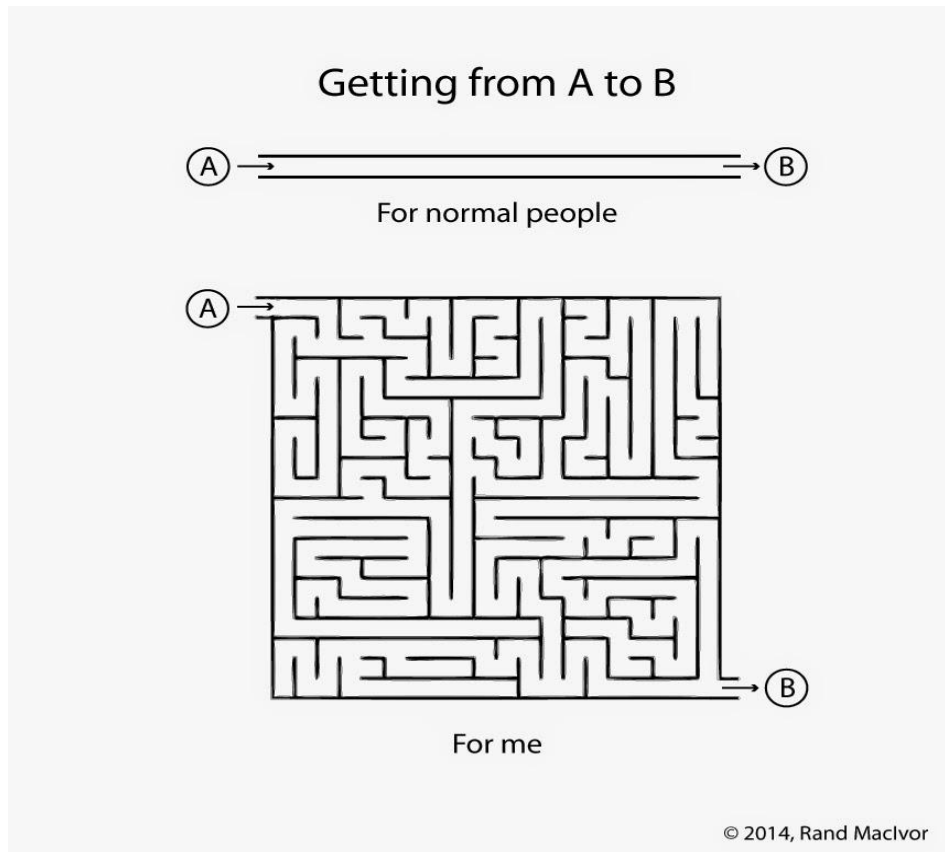 Getting from A to B
A
B
For normal people
A
B
For me
© 2014, Rand MacIvor